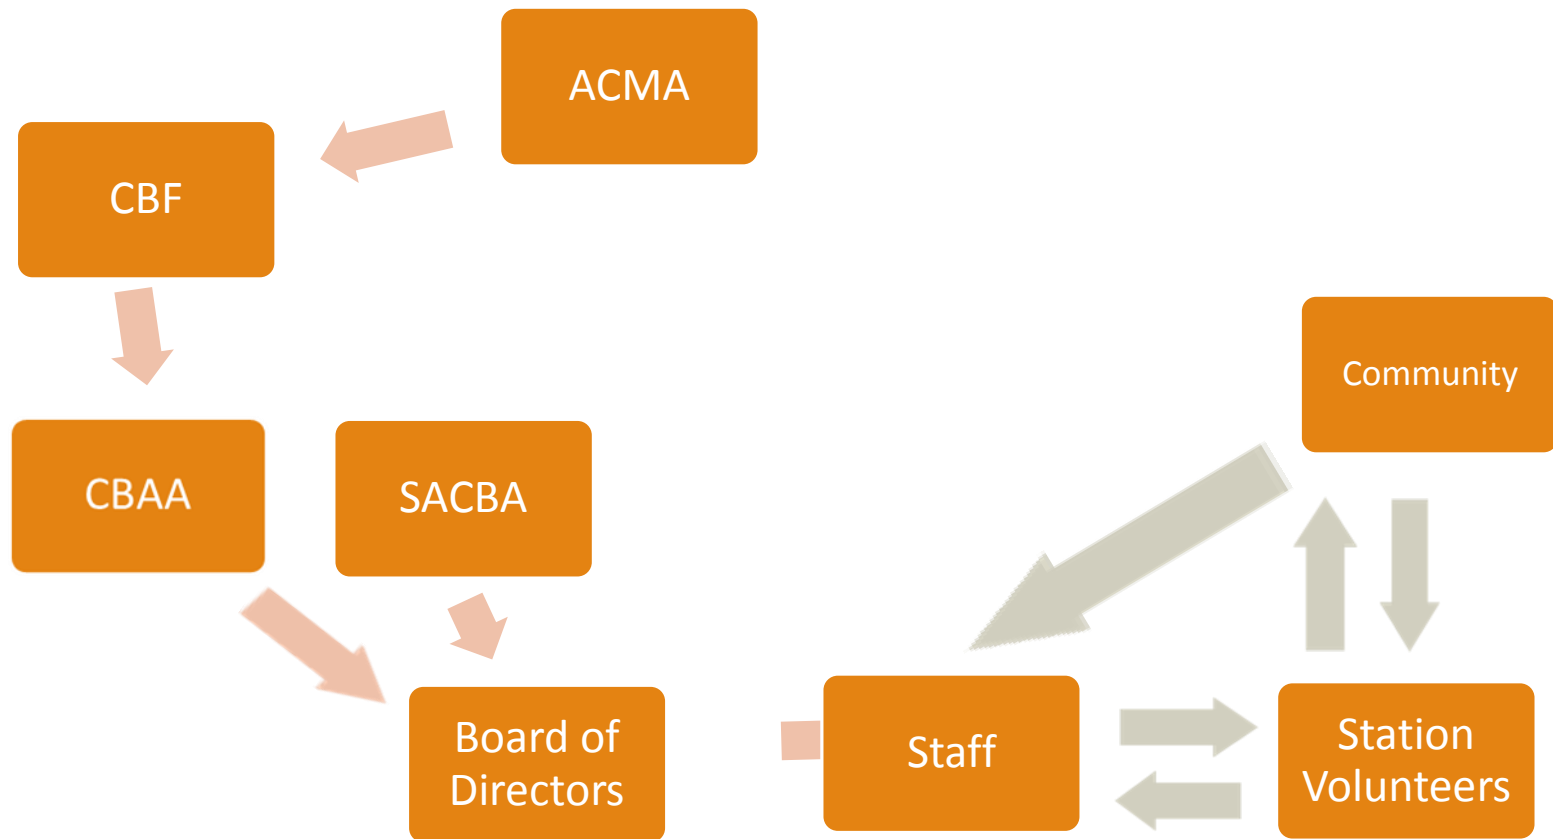 ACMA
CBF
Community
CBAA
SACBA
Board of
Directors
Staff
Station
Volunteers